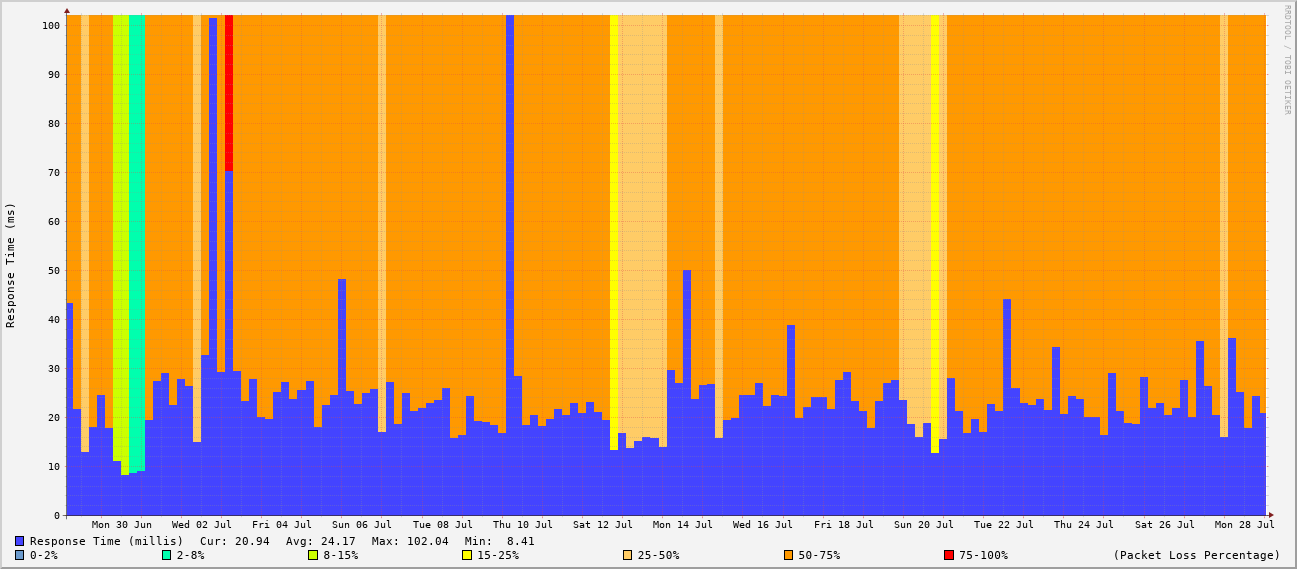 RRDTOOL / TOBI OETIKER
Response Time (ms)
100
90
80
70
60
50
40
30
20
10
0
Mon 30 Jun Wed 02 Jul Fri 04 Jul Sun 06 Jul Tue 08 Jul Thu 10 Jul Sat 12 Jul Mon 14 Jul Wed 16 Jul Fri 18 Jul Sun 20 Jul Tue 22 Jul Thu 24 Jul Sat 26 Jul Mon 28 Jul
Response Time (millis) Cur: 20.94 Avg: 24.17 Max: 102.04 Min: 8.41
0-2% 2-8% 8-15% 15-25% 25-50% 50-75% 75-100% (Packet Loss Percentage)